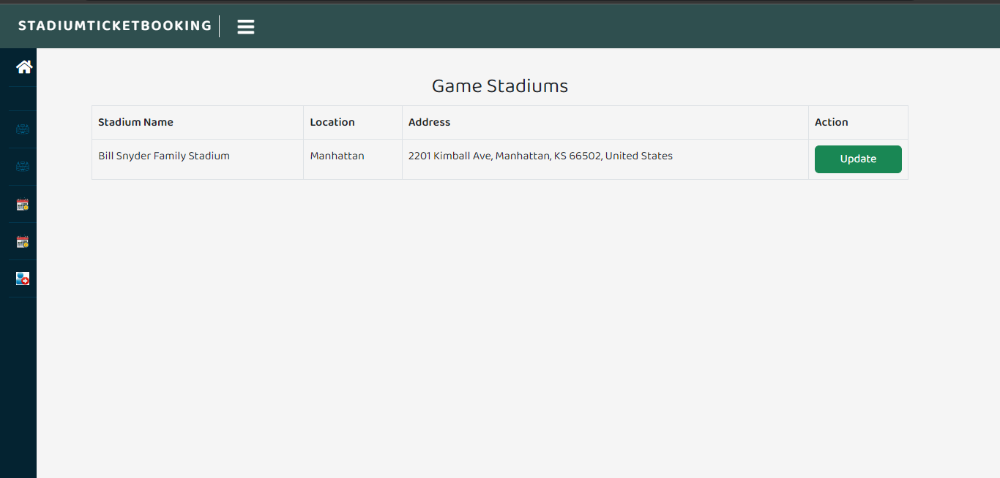 STADIUMTICKETBOOKING
Game Stadiums
Stadium Name Location Address Action
Bill Snyder Family Stadium Manhattan 2201 Kimball Ave, Manhattan, KS 66502, United States Update